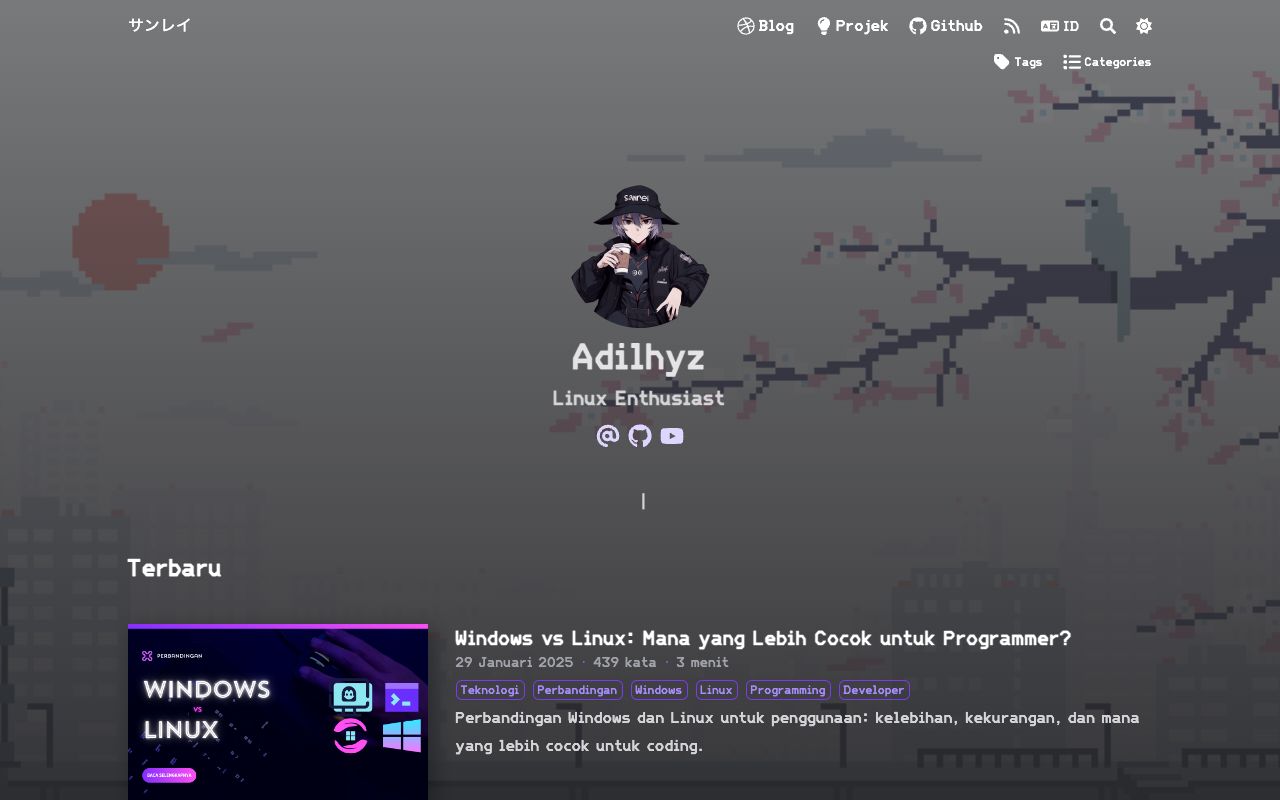 サンレイ
Blog Projek Github ID
Tags Categories
Adilhyz
Linux Enthusiast
Terbaru
PERBANDINGAN
WINDOWS
VS
LINUX
BACA SELENGKAPNYA
Windows vs Linux: Mana yang Lebih Cocok untuk Programmer?
29 Januari 2025 · 439 kata · 3 menit
Teknologi Perbandingan Windows Linux Programming Developer
Perbandingan Windows dan Linux untuk penggunaan: kelebihan, kekurangan, dan mana
yang lebih cocok untuk coding.